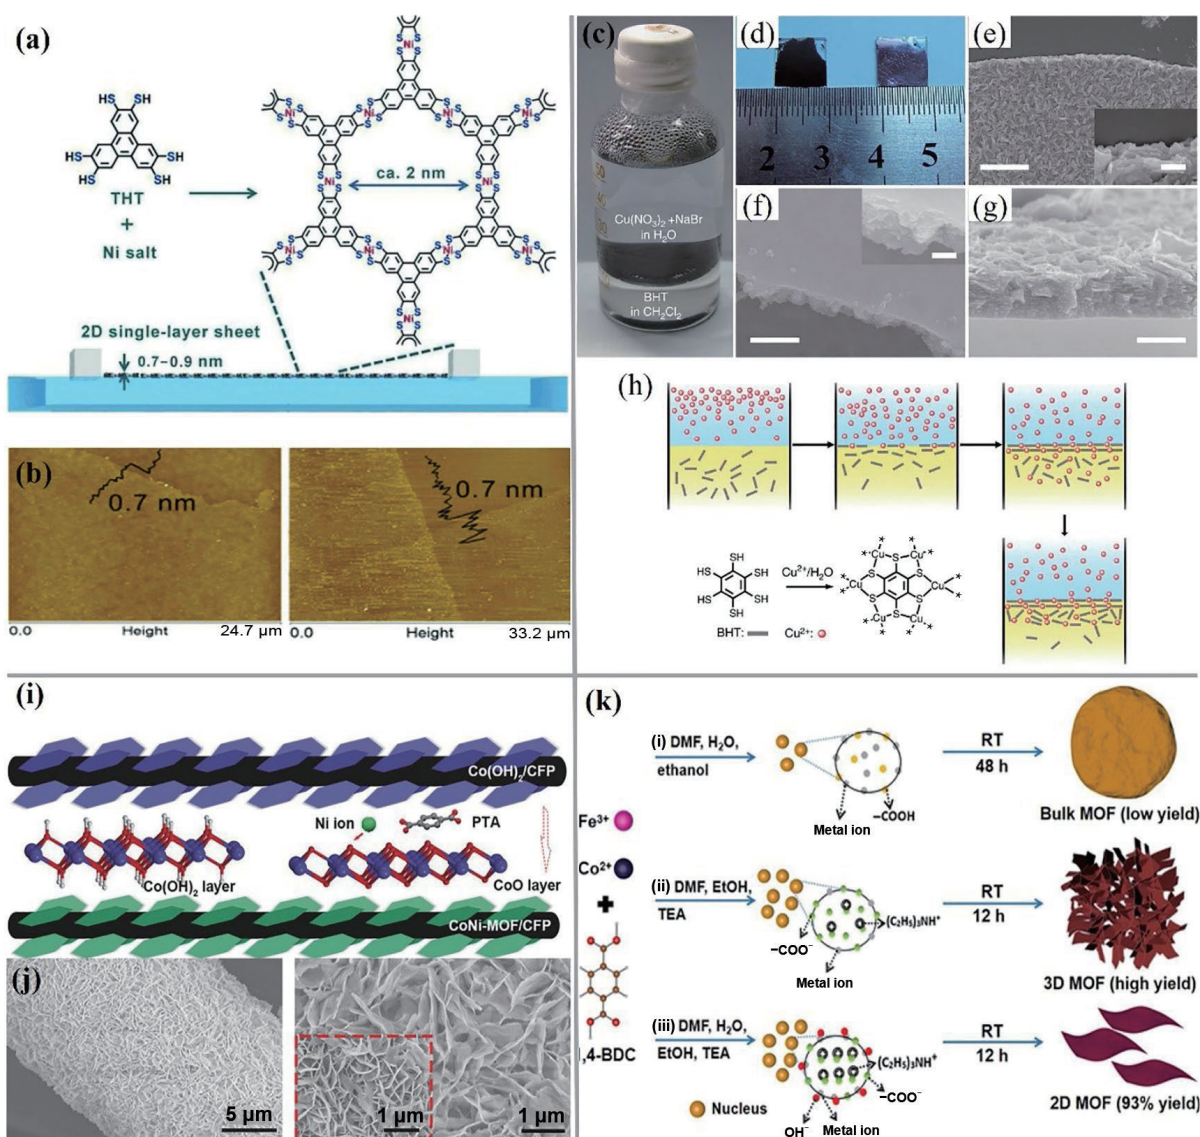 (a)
SH
HS
SH
HS
SH
HS
THT
+
Ni salt
ca. 2 nm
2D single-layer sheet
0.7–0.9 nm
(b)
0.7 nm
0.7 nm
0.0
Height
24.7 µm
0.0
Height
33.2 µm
(c)
Cu(NO3)2 +NaBr
in H2O
BHT
in CH2Cl2
(d)
2 3 4 5
(e)
(f)
(g)
(h)
SH
HS
SH
HS
SH
SH
Cu2+/H2O
BHT:
Cu2+:
(i)
Co(OH)2/CFP
Ni ion
PTA
Co(OH)2 layer
CoO layer
CoNi-MOF/CFP
(j)
5 µm
1 µm
1 µm
(k)
Fe3+
Co2+
+
1,4-BDC
(i) DMF, H2O,
ethanol
Metal ion
−COOH
RT
48 h
Bulk MOF (low yield)
(ii) DMF, EtOH,
TEA
−COO−
(C2H5)3NH+
Metal ion
RT
12 h
3D MOF (high yield)
(iii) DMF, H2O,
EtOH, TEA
(C2H5)3NH+
−COO−
OH−
Metal ion
Nucleus
RT
12 h
2D MOF (93% yield)